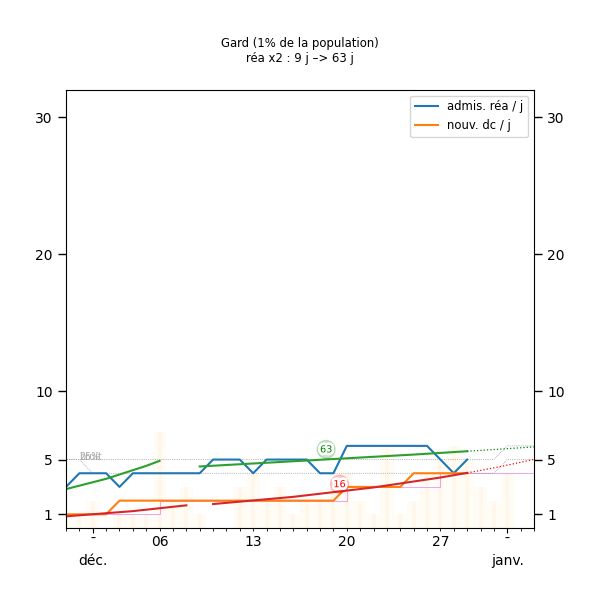 Gard (1% de la population)
réa x2 : 9 j –> 63 j
admis. réa / j
nouv. dc / j
30 30
20 20
10 10
63
5 5
16
1 1
- 06 13 20 27 -
déc. janv.